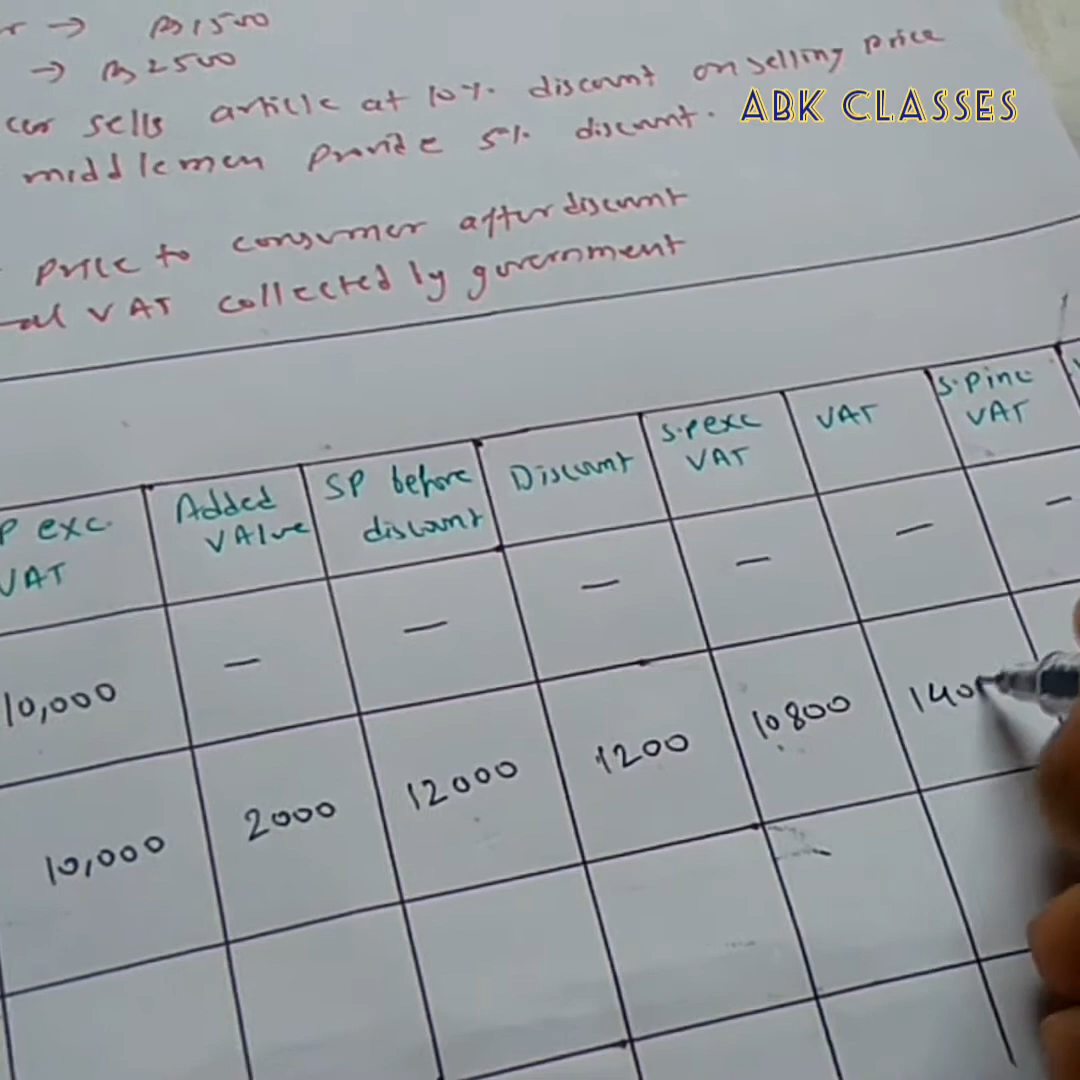 → ₨1500
→ ₨2500
cer sells article at 10%. discount on selling price
middlemen provide 5% discount.
ABK CLASSES
price to consumer after discount
VAT collected by government
P exc. VAT
Added VAlue
SP before discount
Discount
S.P exc VAT
VAT
S.P inc VAT
10,000 — — — — — —
10,000 2000 12000 1200 10800 140